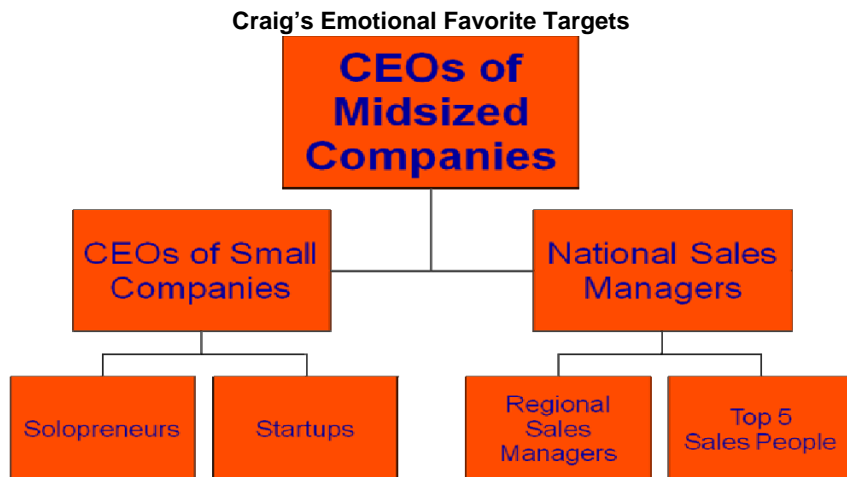 Craig’s Emotional Favorite Targets
CEOs of
Midsized
Companies
CEOs of Small
Companies
National Sales
Managers
Solopreneurs
Startups
Regional
Sales
Managers
Top 5
Sales People